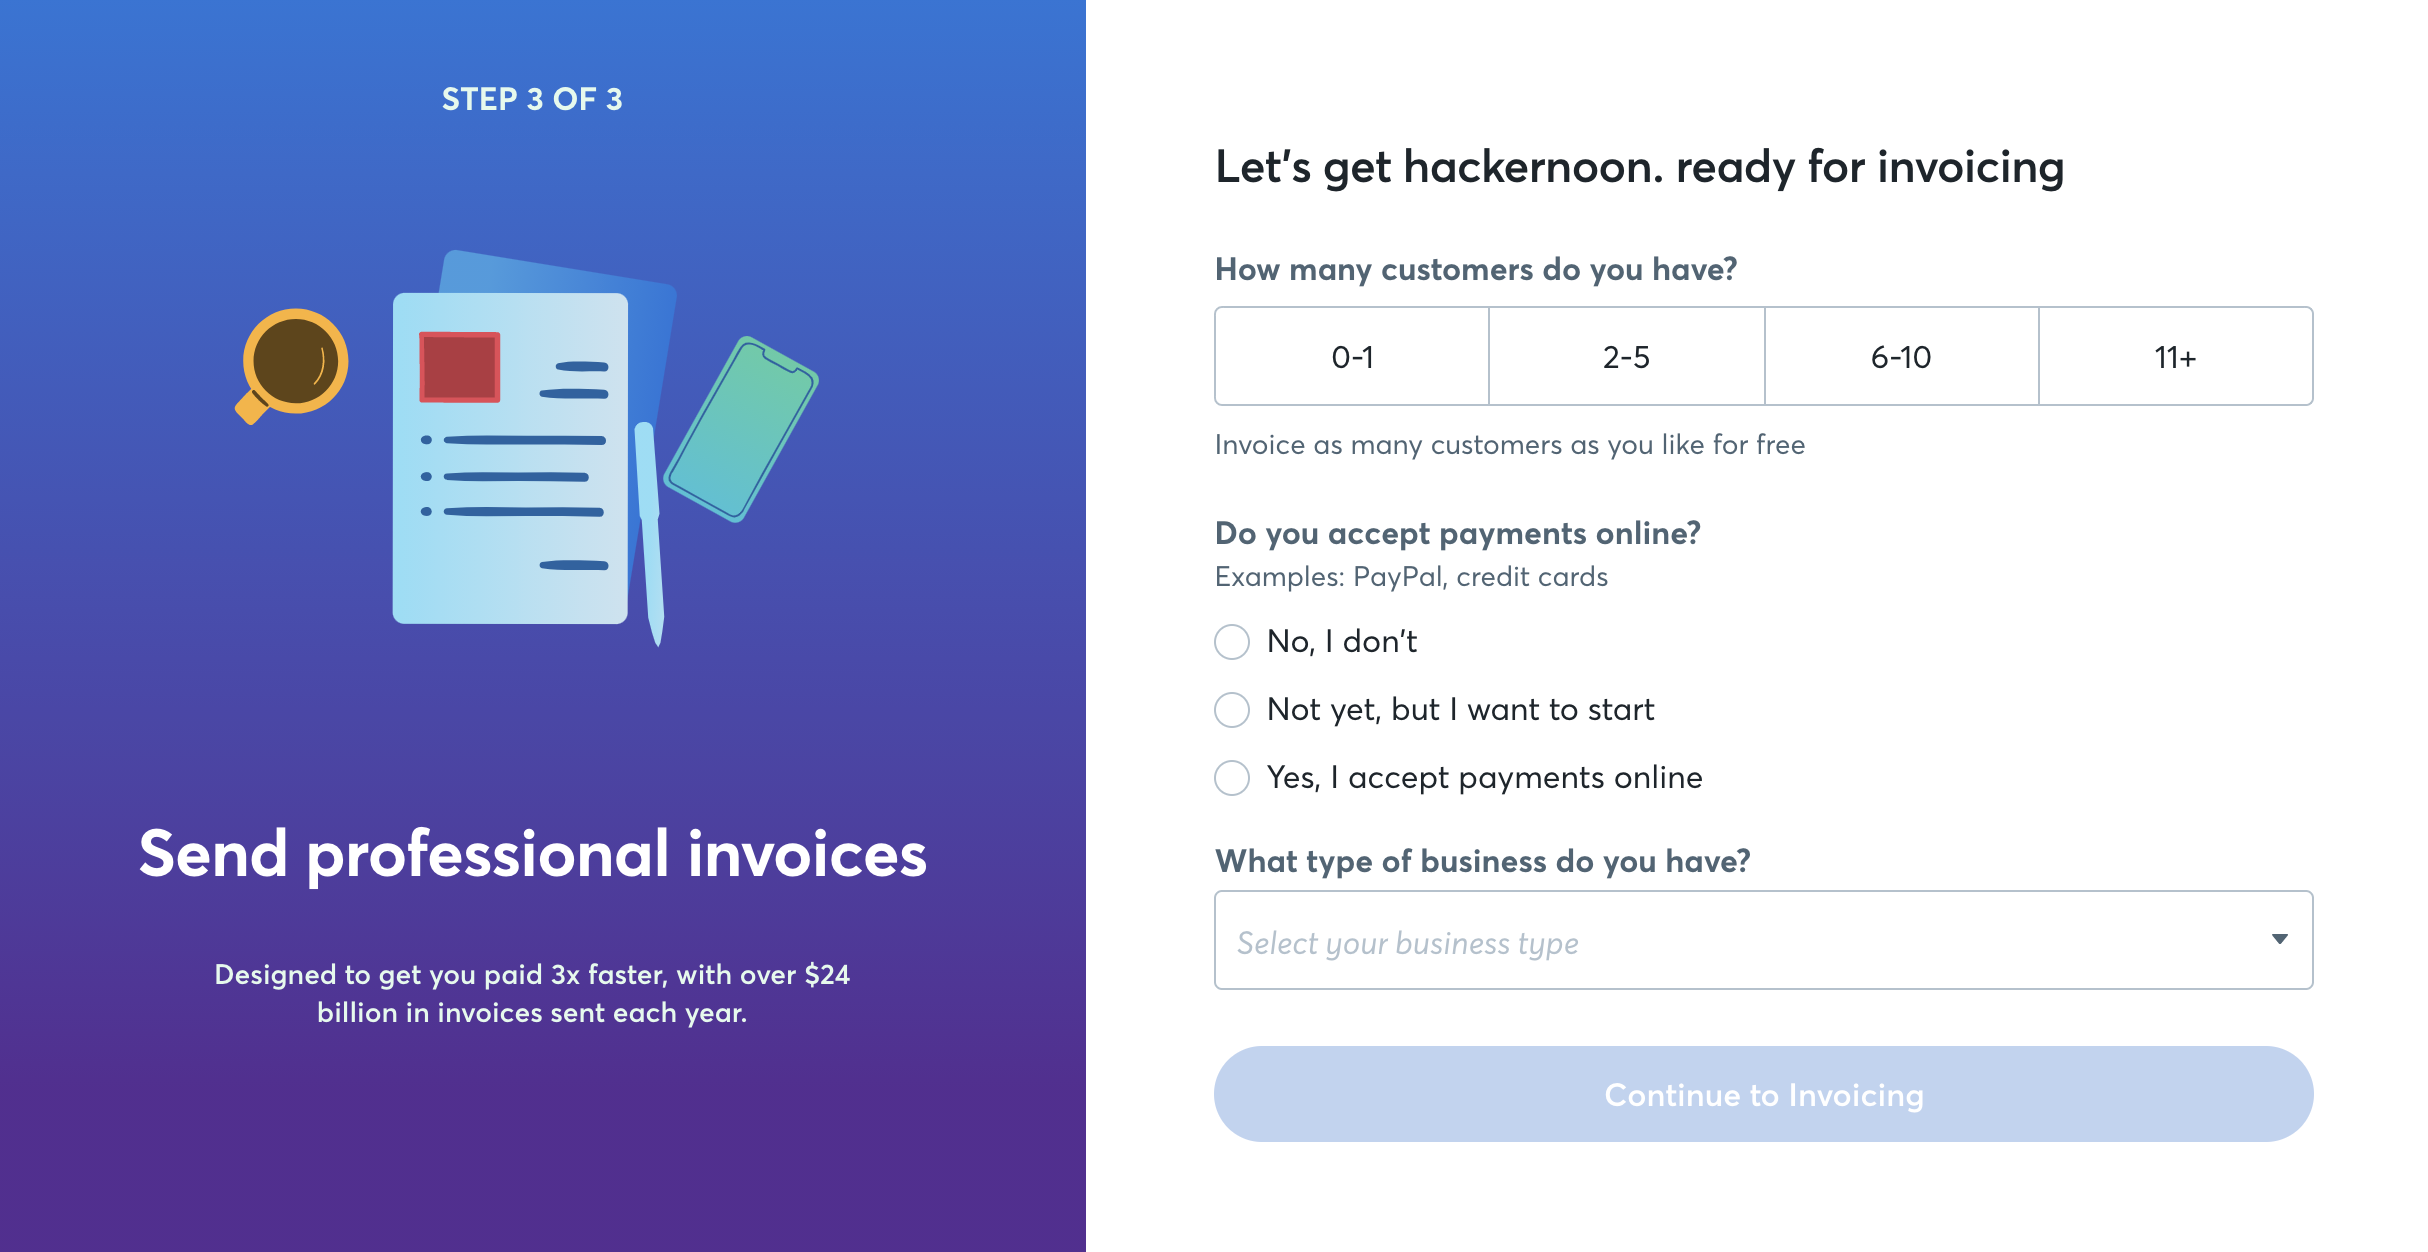 STEP 3 OF 3
Send professional invoices
Designed to get you paid 3x faster, with over $24
billion in invoices sent each year.
Let's get hackernoon. ready for invoicing
How many customers do you have?
0-1
2-5
6-10
11+
Invoice as many customers as you like for free
Do you accept payments online?
Examples: PayPal, credit cards
No, I don't
Not yet, but I want to start
Yes, I accept payments online
What type of business do you have?
Select your business type
Continue to Invoicing